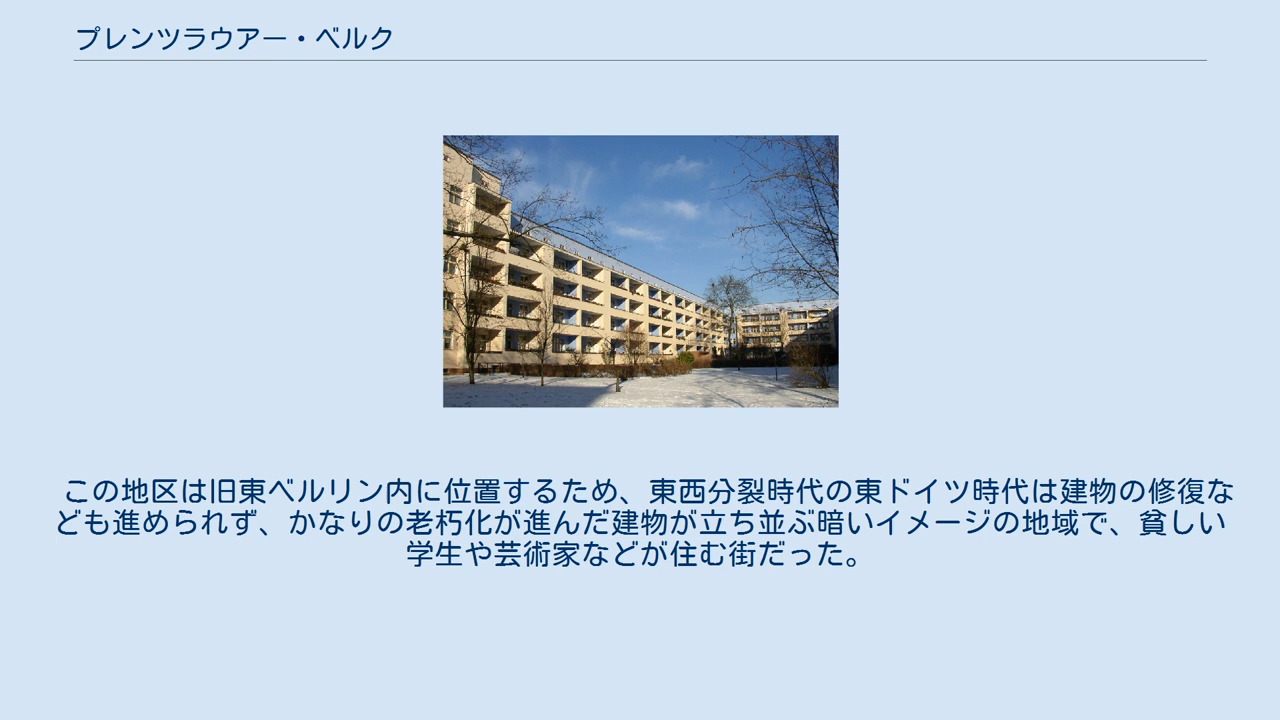 プレンツラウアー・ベルク
この地区は旧東ベルリン内に位置するため、東西分裂時代の東ドイツ時代は建物の修復な
ども進められず、かなりの老朽化が進んだ建物が立ち並ぶ暗いイメージの地域で、貧しい
学生や芸術家などが住む街だった。